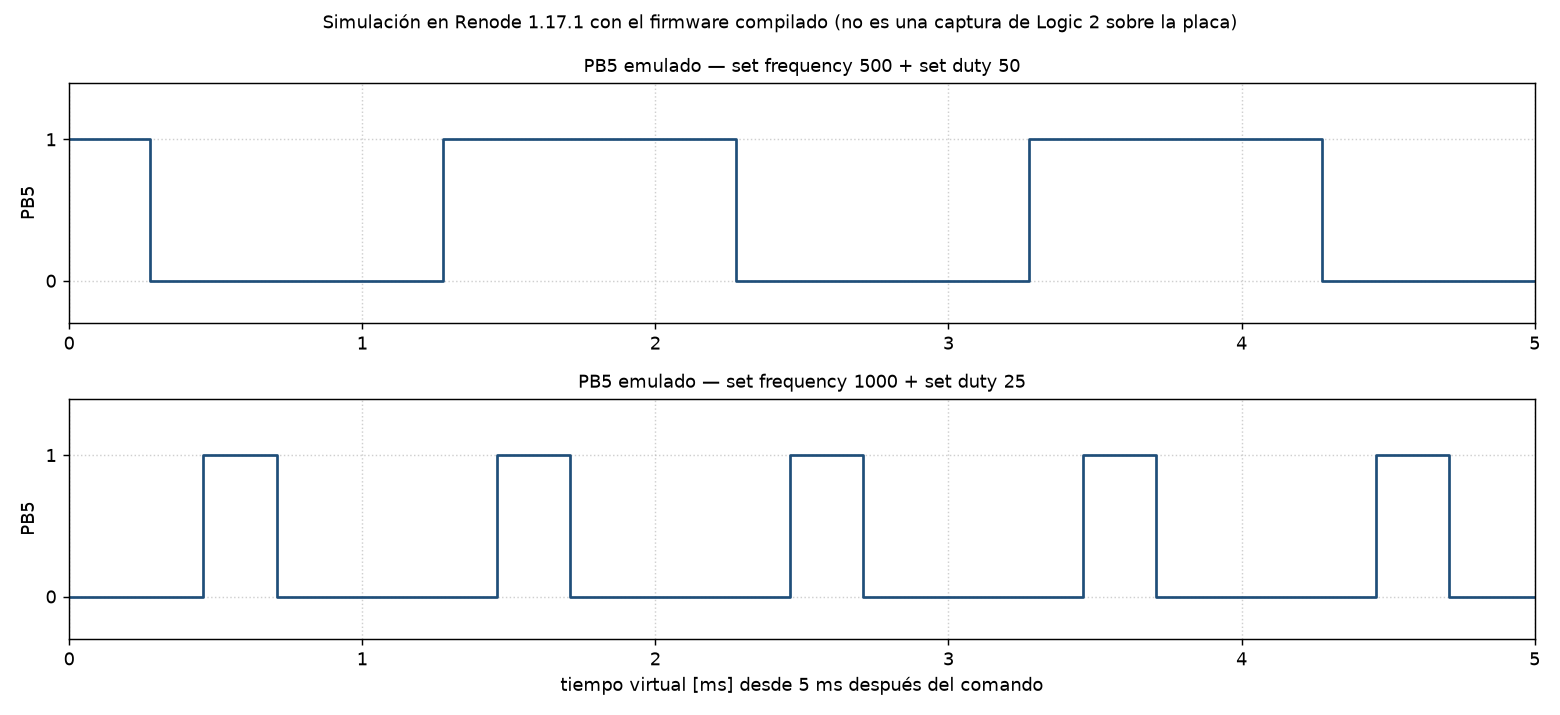 Simulación en Renode 1.17.1 con el firmware compilado (no es una captura de Logic 2 sobre la placa)
PB5 emulado — set frequency 500 + set duty 50
1
PB5
0
0 1 2 3 4 5
PB5 emulado — set frequency 1000 + set duty 25
1
PB5
0
0 1 2 3 4 5
tiempo virtual [ms] desde 5 ms después del comando